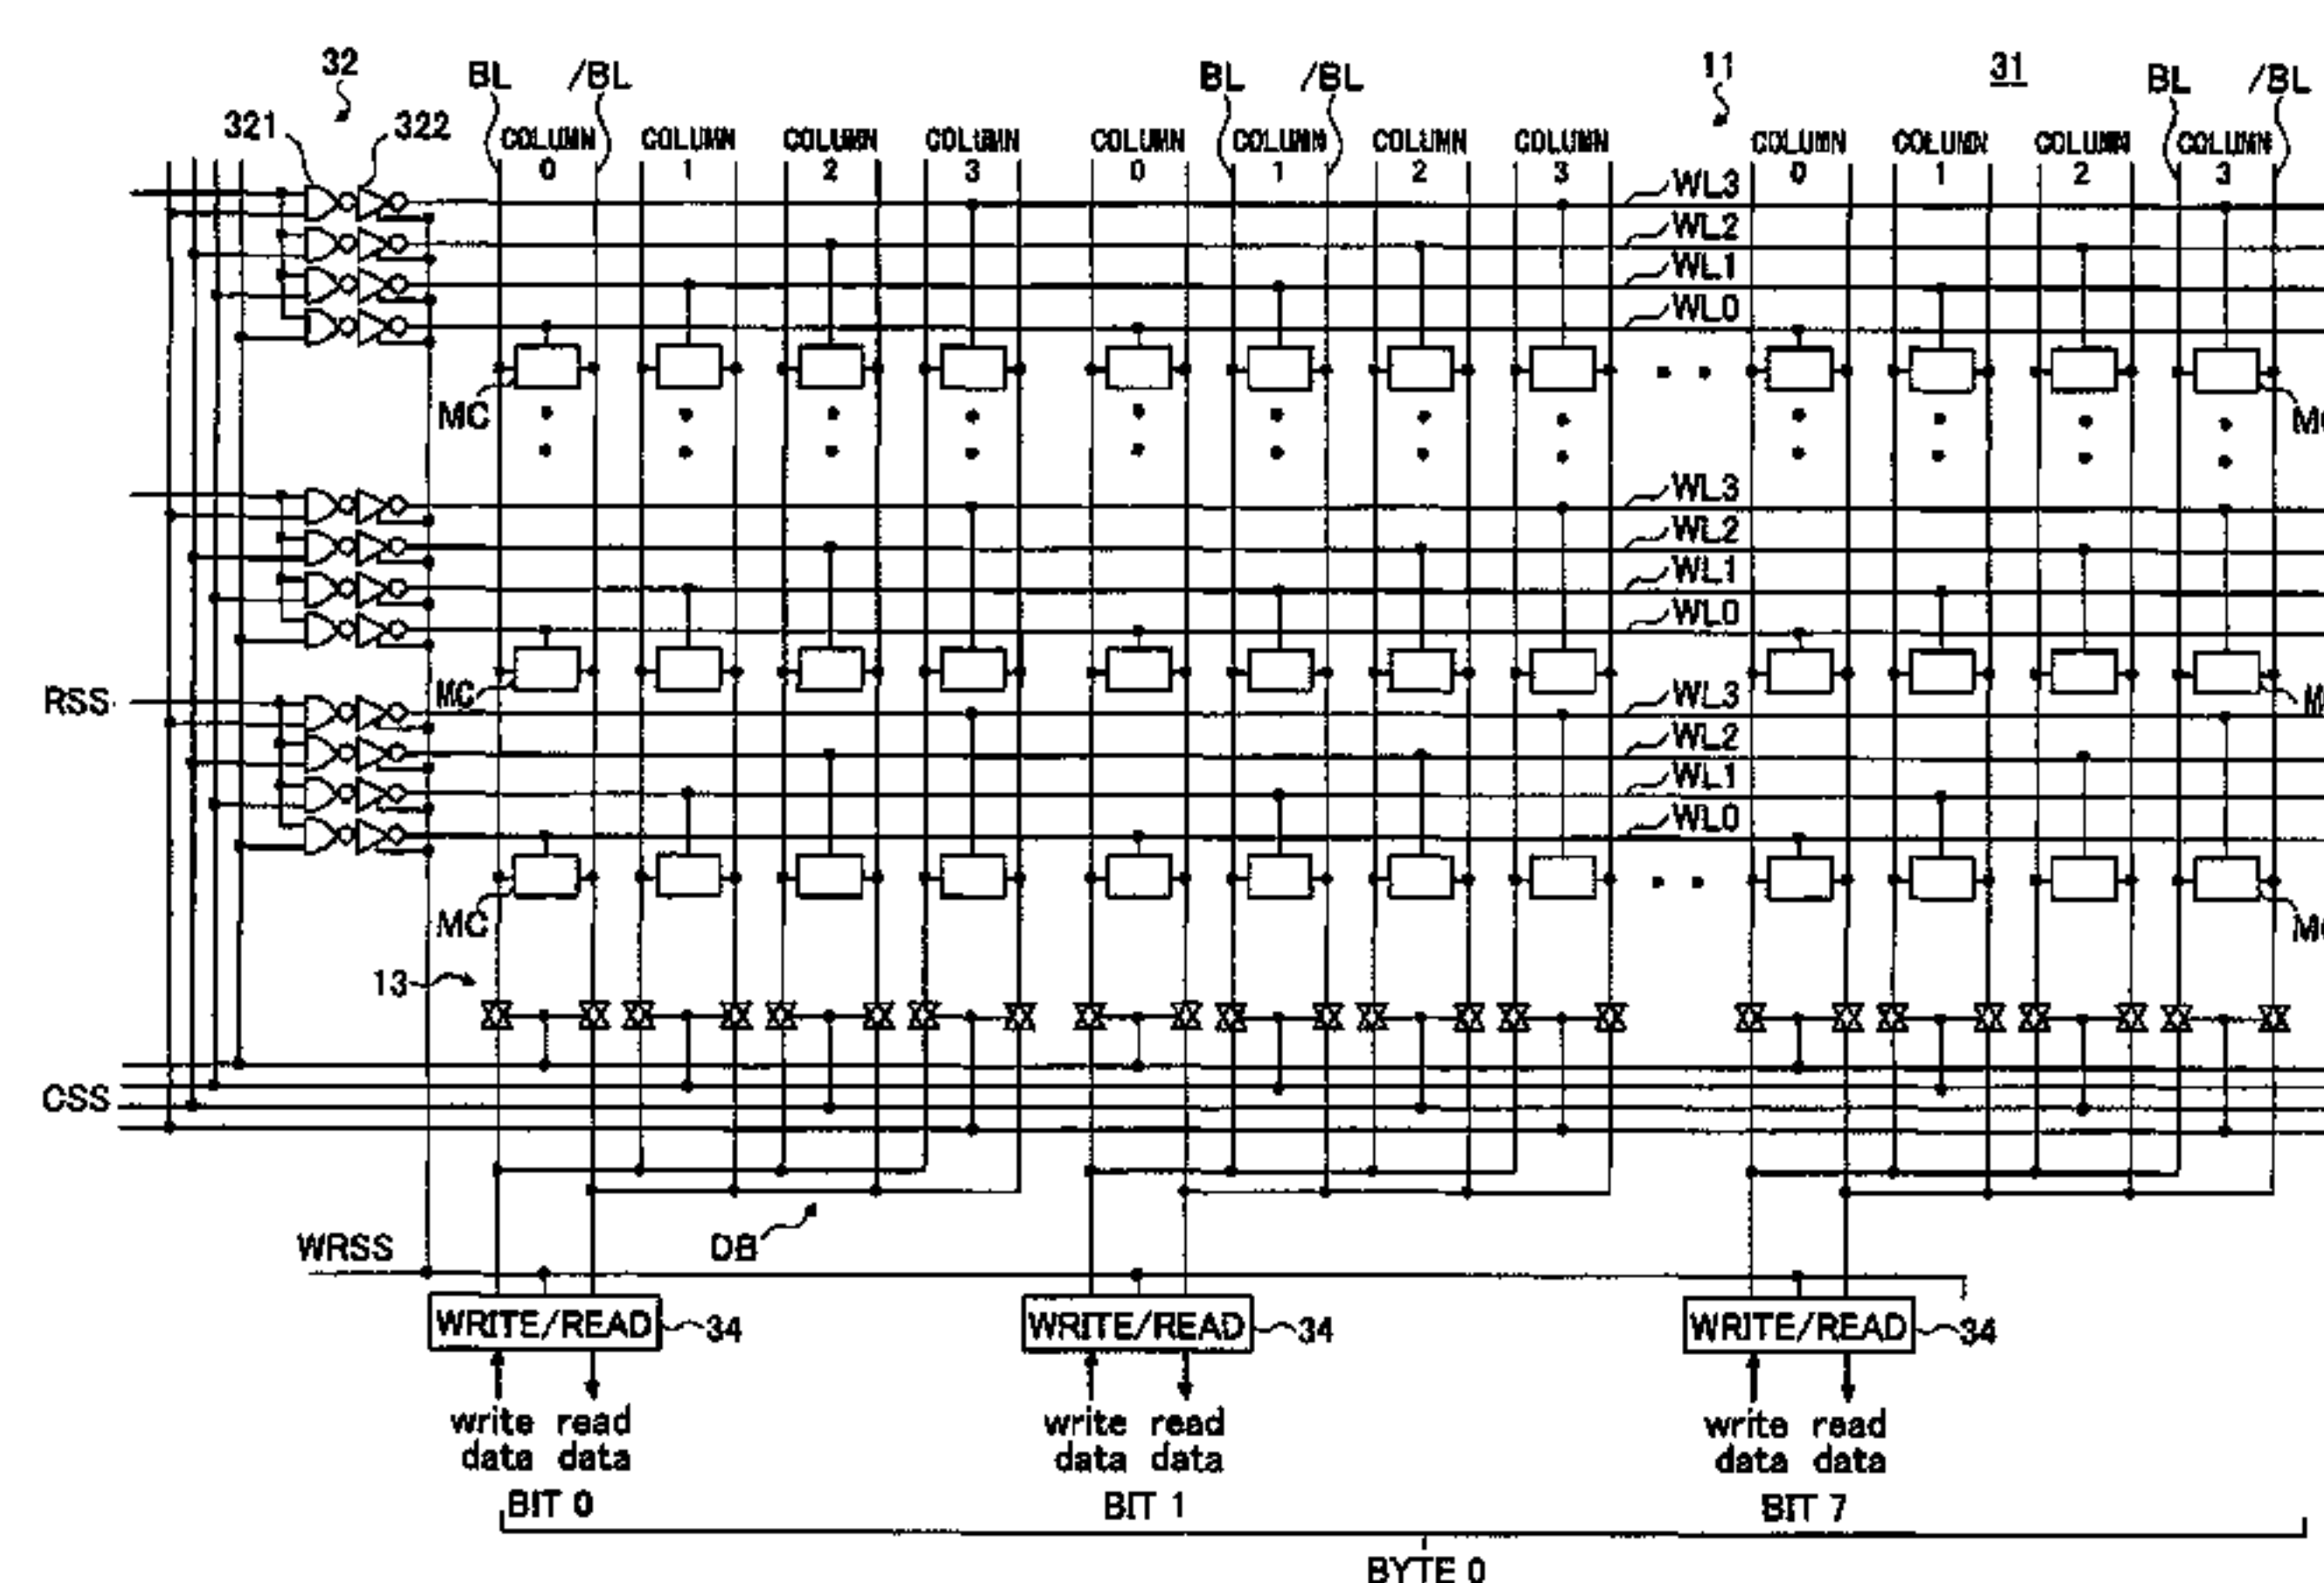 32 11 31
BL /BL BL /BL BL /BL
321 322
COLUMN COLUMN COLUMN COLUMN COLUMN COLUMN COLUMN COLUMN COLUMN COLUMN COLUMN COLUMN
0 1 2 3 0 1 2 3 0 1 2 3
WL3
WL2
WL1
WL0
MC
WL3
WL2
WL1
WL0
MC
RSS
WL3
WL2
WL1
WL0
MC
13
CSS
DB
WRSS
WRITE/READ 34 WRITE/READ 34 WRITE/READ 34
write read write read write read
data data data data data data
BIT 0 BIT 1 BIT 7
BYTE 0